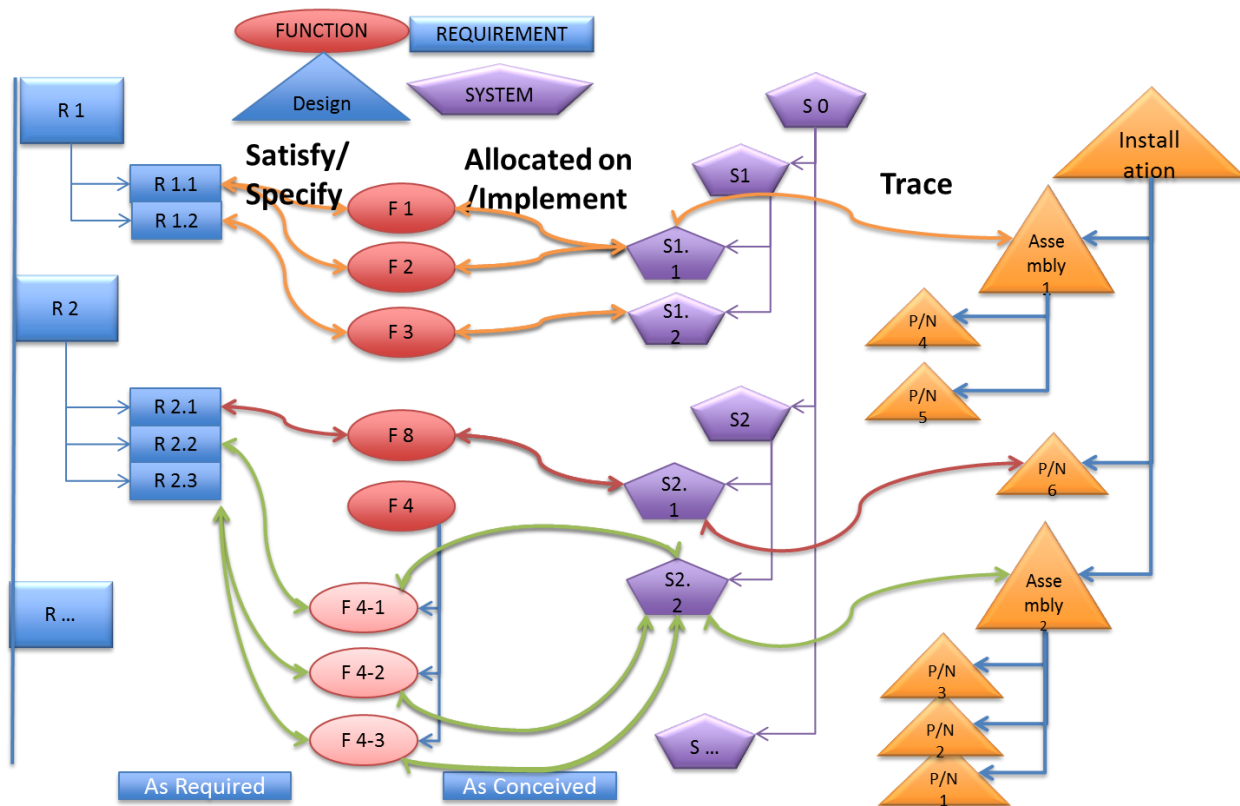 FUNCTION
REQUIREMENT
Design
SYSTEM
R 1
S 0
Install
ation
Satisfy/
Specify
Allocated on
/Implement
S1
Trace
R 1.1
R 1.2
F 1
F 2
S1.
1
Asse
mbly
1
R 2
F 3
S1.
2
P/N
4
P/N
5
R 2.1
R 2.2
R 2.3
F 8
S2
F 4
S2.
1
P/N
6
R ...
F 4-1
F 4-2
F 4-3
S2.
2
Asse
mbly
2
P/N
3
P/N
2
P/N
1
S ...
As Required
As Conceived